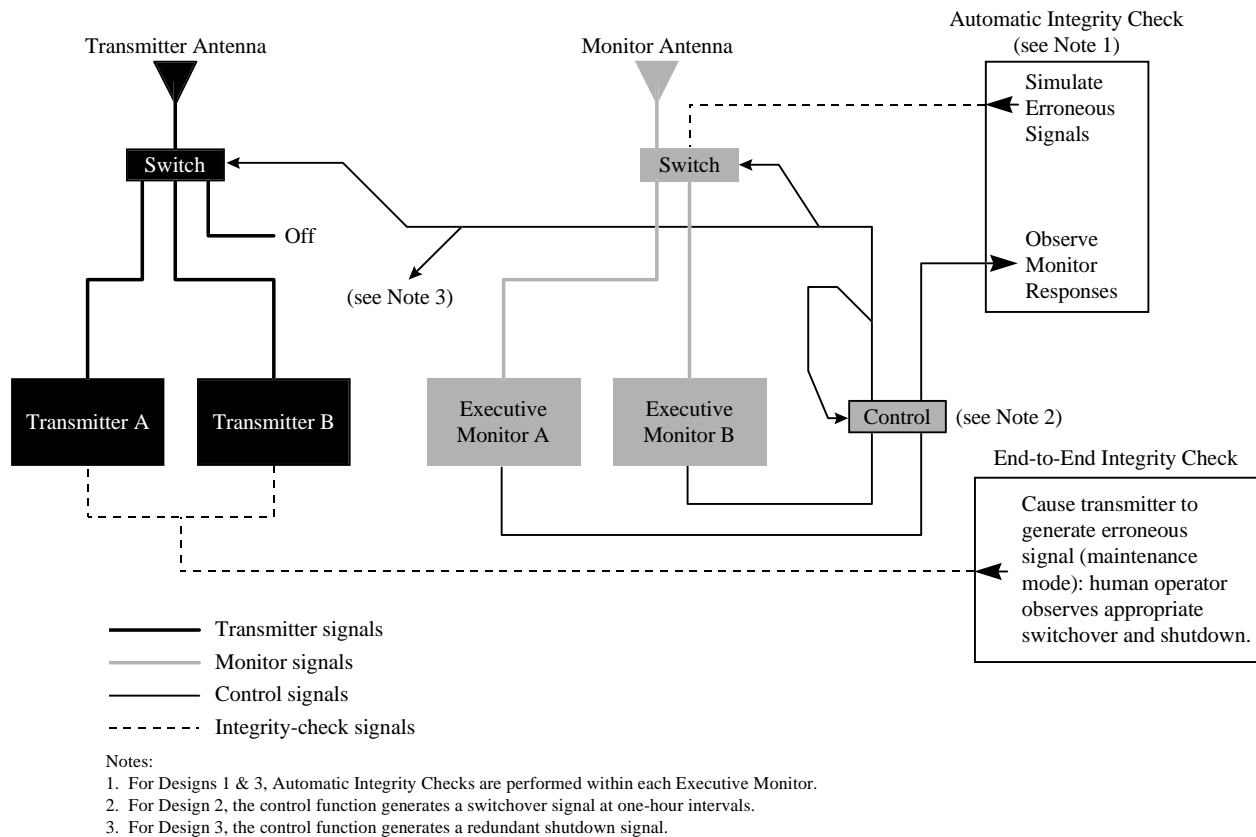 Automatic Integrity Check
(see Note 1)
Transmitter Antenna
Monitor Antenna
Simulate
Erroneous
Signals
Switch
Switch
Off
Observe
Monitor
Responses
(see Note 3)
Transmitter A
Transmitter B
Executive
Monitor A
Executive
Monitor B
Control
(see Note 2)
End-to-End Integrity Check
Cause transmitter to
generate erroneous
signal (maintenance
mode): human operator
observes appropriate
switchover and shutdown.
Transmitter signals
Monitor signals
Control signals
Integrity-check signals
Notes:
1. For Designs 1 & 3, Automatic Integrity Checks are performed within each Executive Monitor.
2. For Design 2, the control function generates a switchover signal at one-hour intervals.
3. For Design 3, the control function generates a redundant shutdown signal.